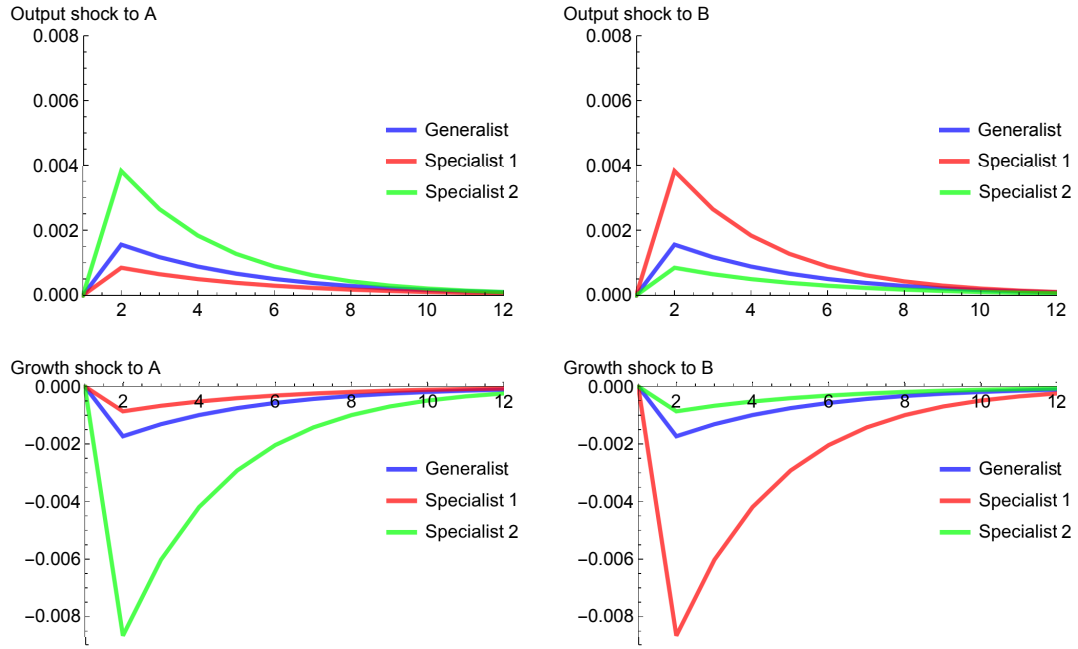 Output shock to A
0.008
0.006
0.004
0.002
0.000
2 4 6 8 10 12
Generalist
Specialist 1
Specialist 2
Output shock to B
0.008
0.006
0.004
0.002
0.000
2 4 6 8 10 12
Generalist
Specialist 1
Specialist 2
Growth shock to A
0.000
2 4 6 8 10 12
−0.002
−0.004
−0.006
−0.008
Generalist
Specialist 1
Specialist 2
Growth shock to B
0.000
2 4 6 8 10 12
−0.002
−0.004
−0.006
−0.008
Generalist
Specialist 1
Specialist 2